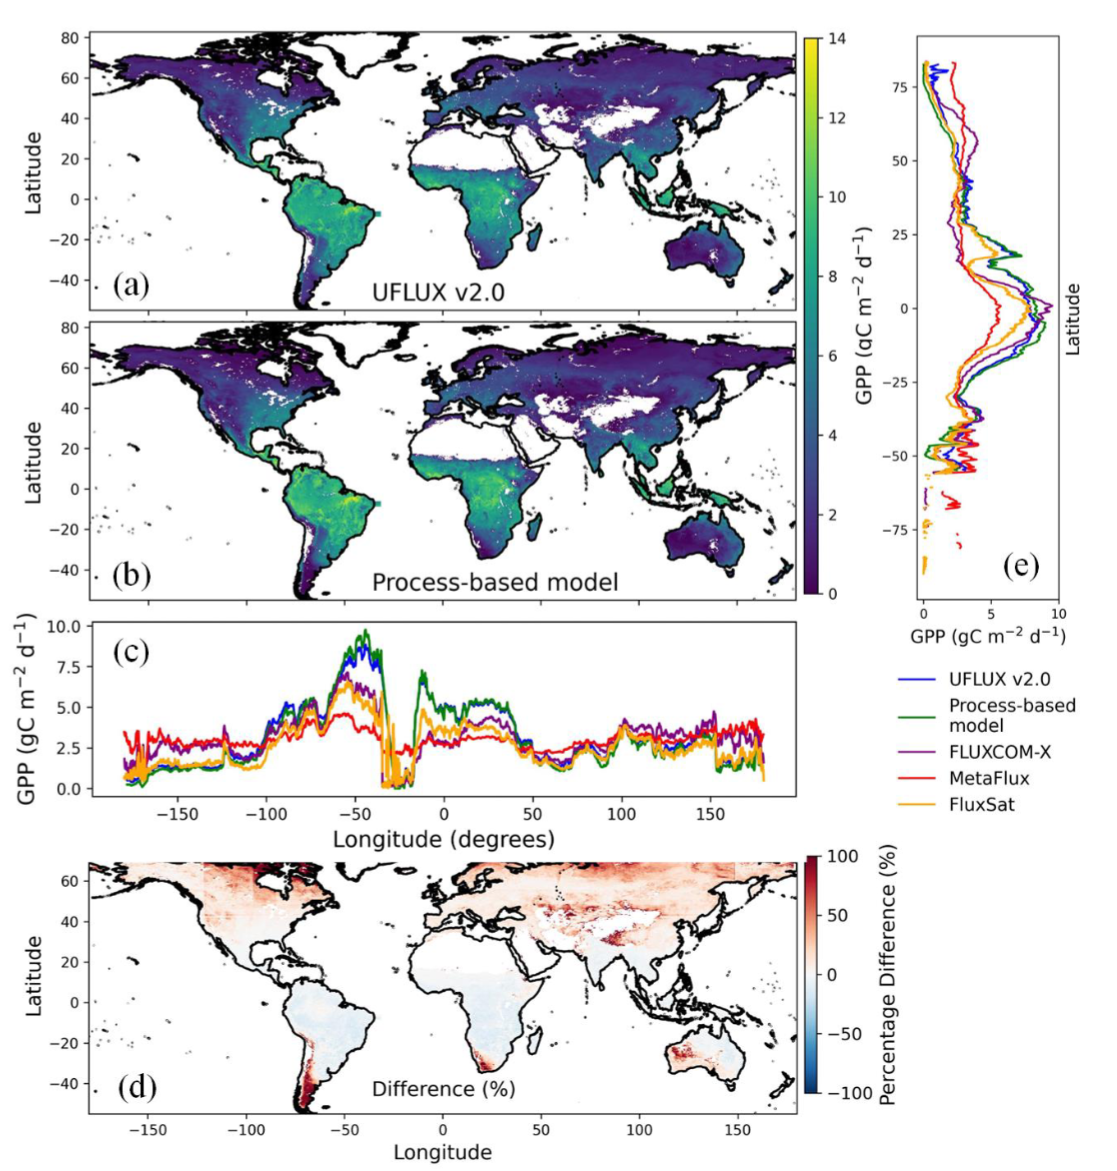 80
60
40
20
0
−20
−40
Latitude
(a)
UFLUX v2.0
80
60
40
20
0
−20
−40
Latitude
(b)
Process-based model
14
12
10
8
6
4
2
0
GPP (gC m−2 d−1)
75
50
25
0
−25
−50
−75
Latitude
(e)
0 5 10
GPP (gC m−2 d−1)
10.0
7.5
5.0
2.5
0.0
GPP (gC m−2 d−1)
(c)
−150 −100 −50 0 50 100 150
Longitude (degrees)
UFLUX v2.0
Process-based
model
FLUXCOM-X
MetaFlux
FluxSat
60
40
20
0
−20
−40
Latitude
(d)
Difference (%)
−150 −100 −50 0 50 100 150
Longitude
100
50
0
−50
−100
Percentage Difference (%)